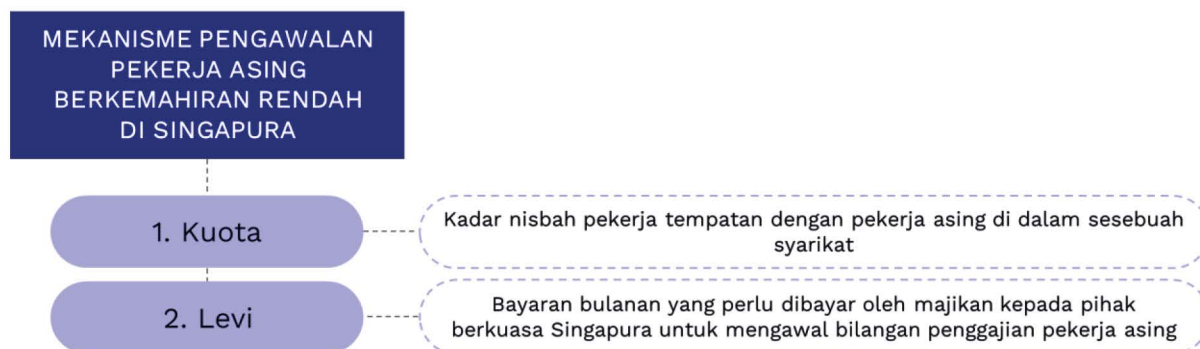 MEKANISME PENGAWALAN
PEKERJA ASING
BERKEMAHIRAN RENDAH
DI SINGAPURA
1. Kuota
Kadar nisbah pekerja tempatan dengan pekerja asing di dalam sesebuah
syarikat
2. Levi
Bayaran bulanan yang perlu dibayar oleh majikan kepada pihak
berkuasa Singapura untuk mengawal bilangan penggajian pekerja asing